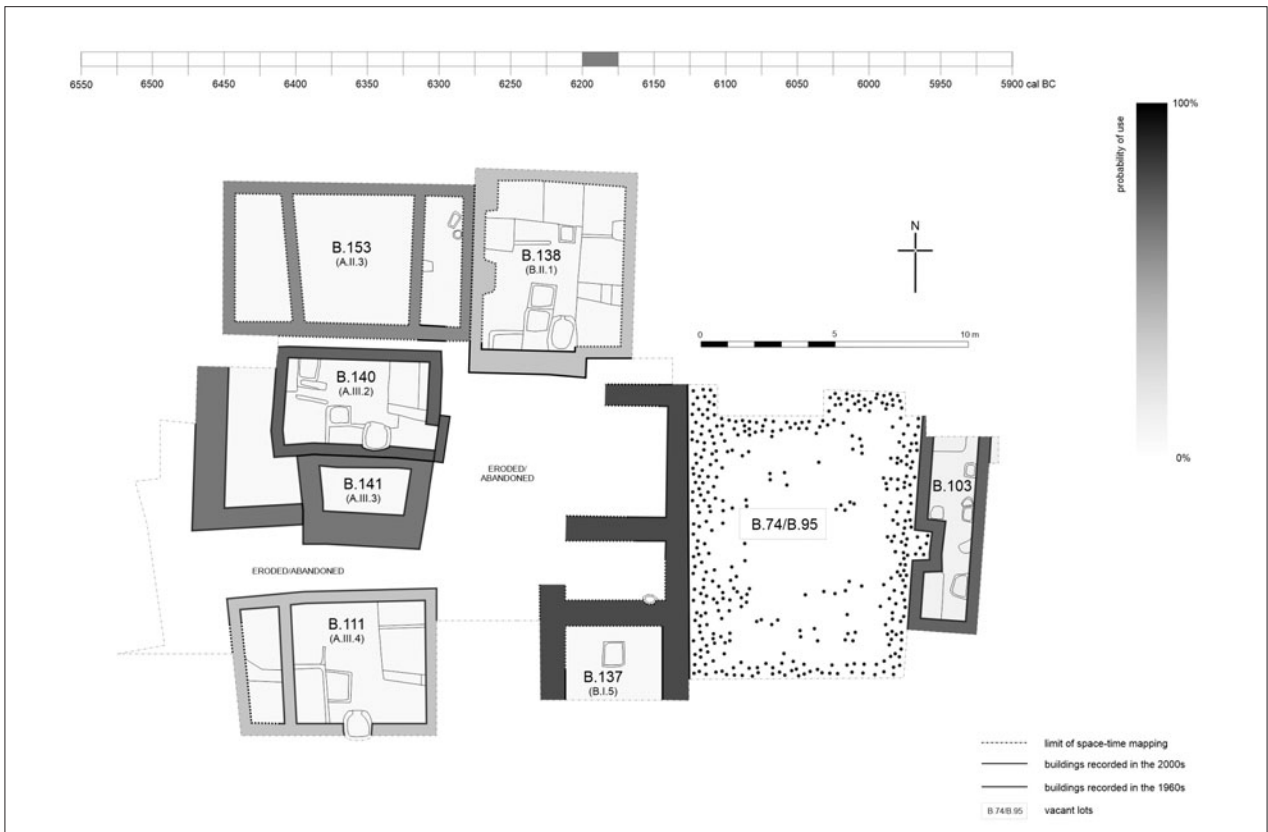 6550 6500 6450 6400 6350 6300 6250 6200 6150 6100 6050 6000 5950 5900 cal BC
100%
probability of use
0%
N
0 5 10 m
B.153
(A.II.3)
B.138
(B.II.1)
B.140
(A.III.2)
B.141
(A.III.3)
ERODED/
ABANDONED
B.103
B.74/B.95
ERODED/ABANDONED
B.111
(A.III.4)
B.137
(B.I.5)
limit of space-time mapping
buildings recorded in the 2000s
buildings recorded in the 1960s
B.74/B.95 vacant lots